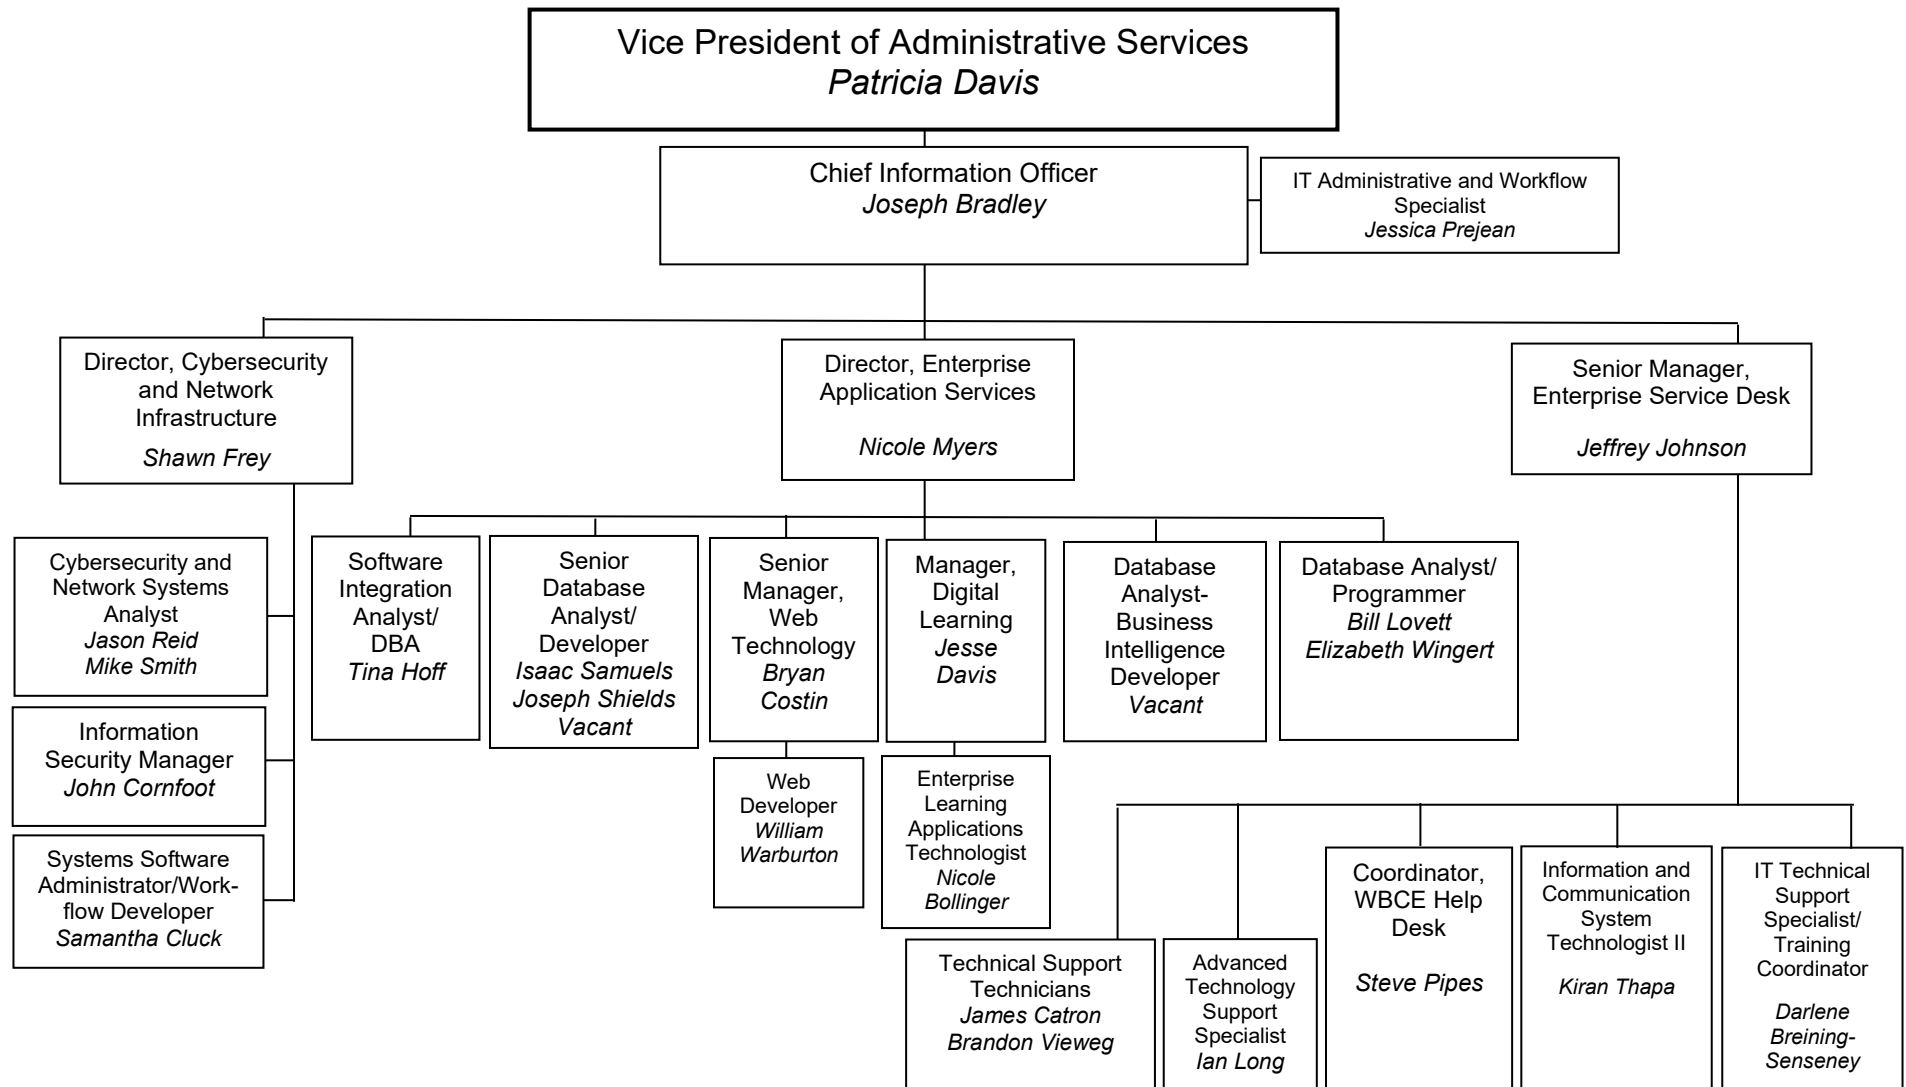 Vice President of Administrative Services
Patricia Davis
Chief Information Officer
Joseph Bradley
IT Administrative and Workflow
Specialist
Jessica Prejean
Director, Cybersecurity
and Network
Infrastructure
Shawn Frey
Director, Enterprise
Application Services
Nicole Myers
Senior Manager,
Enterprise Service Desk
Jeffrey Johnson
Cybersecurity and
Network Systems
Analyst
Jason Reid
Mike Smith
Information
Security Manager
John Cornfoot
Systems Software
Administrator/Work-
flow Developer
Samantha Cluck
Software
Integration
Analyst/
DBA
Tina Hoff
Senior
Database
Analyst/
Developer
Isaac Samuels
Joseph Shields
Vacant
Senior
Manager,
Web
Technology
Bryan
Costin
Manager,
Digital
Learning
Jesse
Davis
Database
Analyst-
Business
Intelligence
Developer
Vacant
Database Analyst/
Programmer
Bill Lovett
Elizabeth Wingert
Web
Developer
William
Warburton
Enterprise
Learning
Applications
Technologist
Nicole
Bollinger
Technical Support
Technicians
James Catron
Brandon Vieweg
Advanced
Technology
Support
Specialist
Ian Long
Coordinator,
WBCE Help
Desk
Steve Pipes
Information and
Communication
System
Technologist II
Kiran Thapa
IT Technical
Support
Specialist/
Training
Coordinator
Darlene
Breining-
Senseney